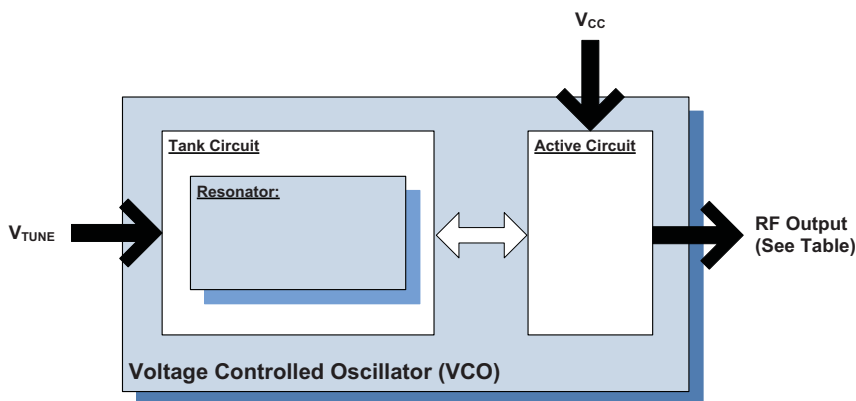 VCC
Tank Circuit
Active Circuit
Resonator:
VTUNE
RF Output
(See Table)
Voltage Controlled Oscillator (VCO)